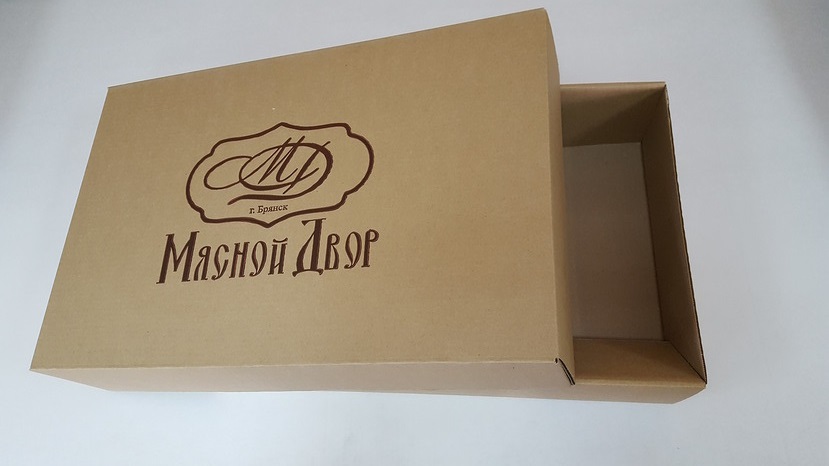 МД
г. Брянск
Мясной Двор